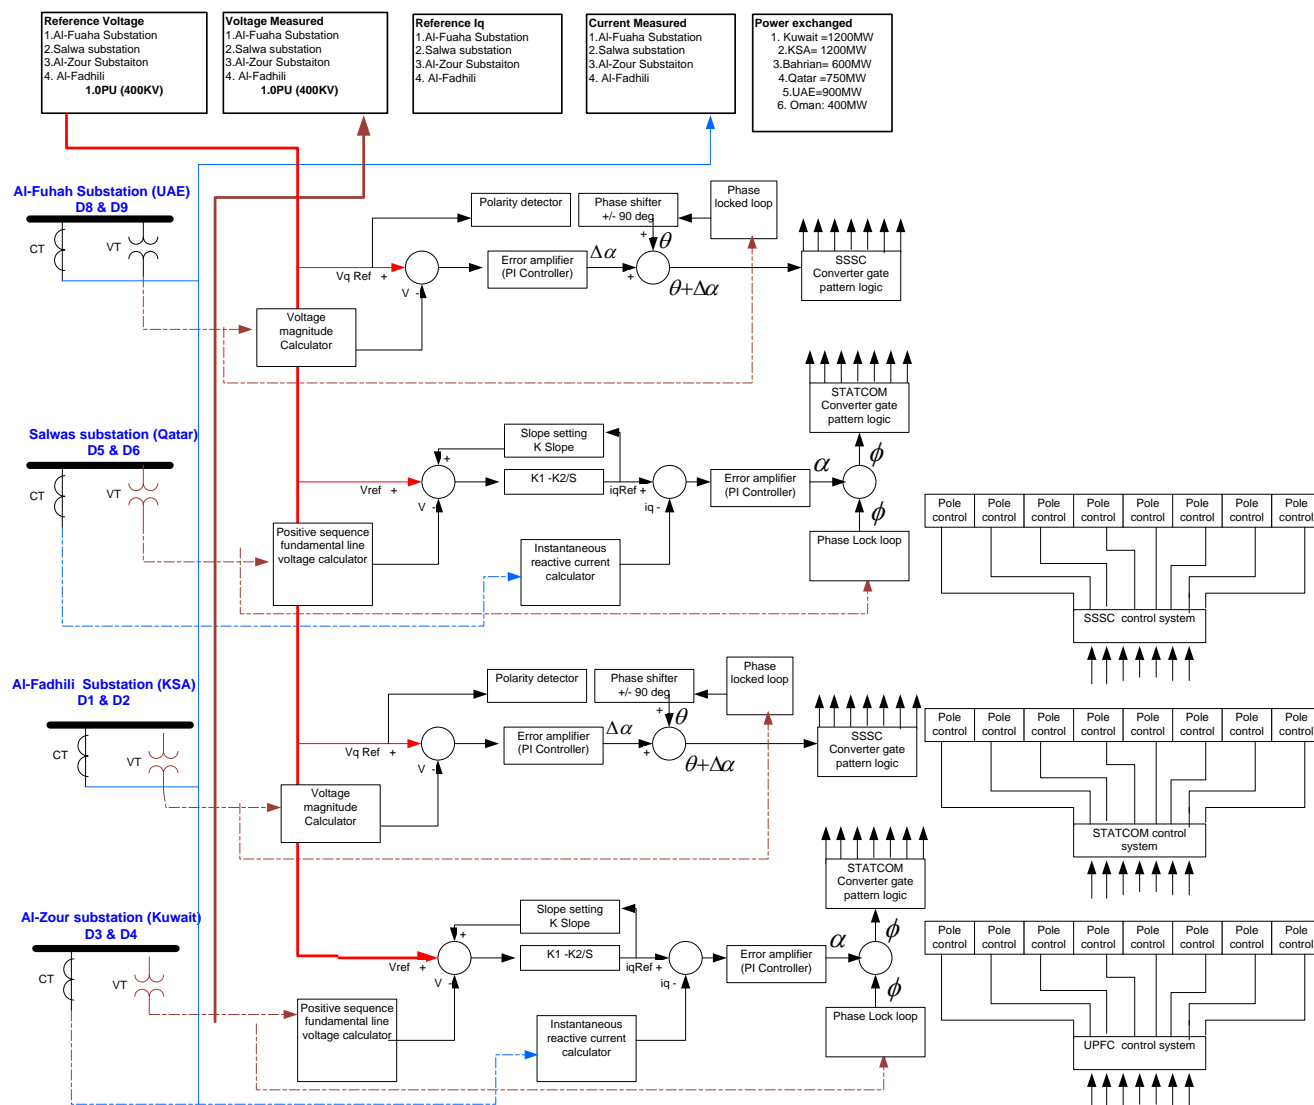 Reference Voltage
1.Al-Fuaha Substation
2.Salwa substation
3.Al-Zour Substaiton
4. Al-Fadhili
1.0PU (400KV)
Voltage Measured
1.Al-Fuaha Substation
2.Salwa substation
3.Al-Zour Substaiton
4. Al-Fadhili
1.0PU (400KV)
Reference Iq
1.Al-Fuaha Substation
2.Salwa substation
3.Al-Zour Substaiton
4. Al-Fadhili
Current Measured
1.Al-Fuaha Substation
2.Salwa substation
3.Al-Zour Substaiton
4. Al-Fadhili
Power exchanged
1. Kuwait =1200MW
2.KSA= 1200MW
3.Bahrian= 600MW
4.Qatar =750MW
5.UAE=900MW
6. Oman: 400MW
Al-Fuhah Substation (UAE)
D8 & D9
CT
VT
Polarity detector
Phase shifter
+/- 90 deg
Phase
locked loop
+
θ
Vq Ref +
V -
Error amplifier
(PI Controller)
Δα
+
θ+Δα
SSSC
Converter gate
pattern logic
Voltage
magnitude
Calculator
STATCOM
Converter gate
pattern logic
Salwas substation (Qatar)
D5 & D6
CT
VT
Slope setting
K Slope
+
Vref +
V -
K1 -K2/S
iqRef +
iq -
Error amplifier
(PI Controller)
α
ϕ
ϕ
Positive sequence
fundamental line
voltage calculator
Instantaneous
reactive current
calculator
Phase Lock loop
Pole
control
Pole
control
Pole
control
Pole
control
Pole
control
Pole
control
Pole
control
Pole
control
SSSC control system
Al-Fadhili Substation (KSA)
D1 & D2
CT
VT
Polarity detector
Phase shifter
+/- 90 deg
Phase
locked loop
+
θ
Vq Ref +
V -
Error amplifier
(PI Controller)
Δα
+
θ+Δα
SSSC
Converter gate
pattern logic
Voltage
magnitude
Calculator
Pole
control
Pole
control
Pole
control
Pole
control
Pole
control
Pole
control
Pole
control
Pole
control
STATCOM control
system
STATCOM
Converter gate
pattern logic
Al-Zour substation (Kuwait)
D3 & D4
CT
VT
Slope setting
K Slope
+
Vref +
V -
K1 -K2/S
iqRef +
iq -
Error amplifier
(PI Controller)
α
ϕ
ϕ
Positive sequence
fundamental line
voltage calculator
Instantaneous
reactive current
calculator
Phase Lock loop
Pole
control
Pole
control
Pole
control
Pole
control
Pole
control
Pole
control
Pole
control
Pole
control
UPFC control system